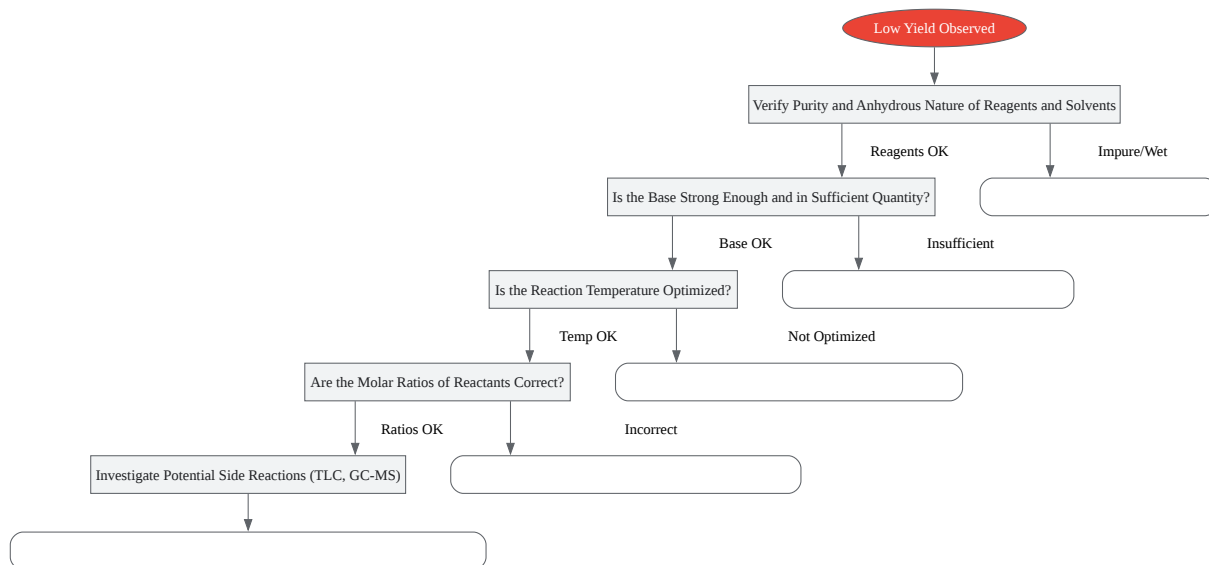 Low Yield Observed
Verify Purity and Anhydrous Nature of Reagents and Solvents
Reagents OK
Impure/Wet
Is the Base Strong Enough and in Sufficient Quantity?
Base OK
Insufficient
Is the Reaction Temperature Optimized?
Temp OK
Not Optimized
Are the Molar Ratios of Reactants Correct?
Ratios OK
Incorrect
Investigate Potential Side Reactions (TLC, GC-MS)